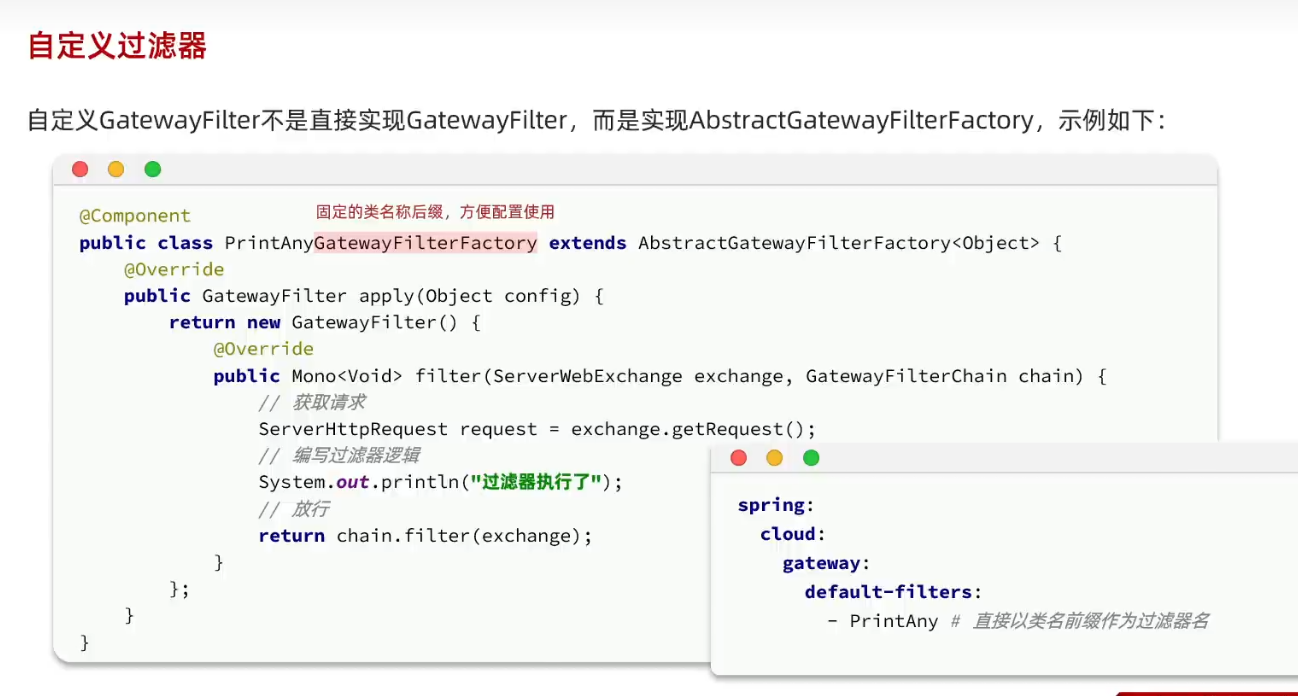 自定义过滤器
自定义GatewayFilter不是直接实现GatewayFilter，而是实现AbstractGatewayFilterFactory，示例如下：
@Component
固定的类名称后缀，方便配置使用
public class PrintAnyGatewayFilterFactory extends AbstractGatewayFilterFactory<Object> {
@Override
public GatewayFilter apply(Object config) {
return new GatewayFilter() {
@Override
public Mono<Void> filter(ServerWebExchange exchange, GatewayFilterChain chain) {
// 获取请求
ServerHttpRequest request = exchange.getRequest();
// 编写过滤器逻辑
System.out.println("过滤器执行了");
// 放行
return chain.filter(exchange);
}
};
}
}
spring:
cloud:
gateway:
default-filters:
- PrintAny # 直接以类名前缀作为过滤器名